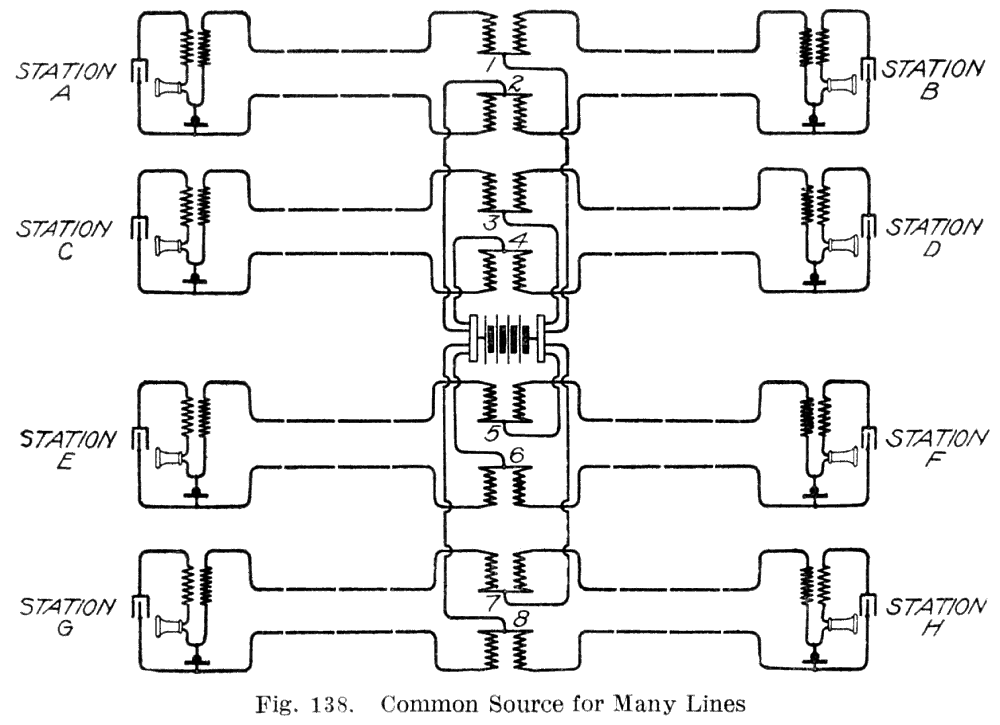 STATION
A
1
2
STATION
B
STATION
C
3
4
STATION
D
STATION
E
5
6
STATION
F
STATION
G
7
8
STATION
H
Fig. 138. Common Source for Many Lines